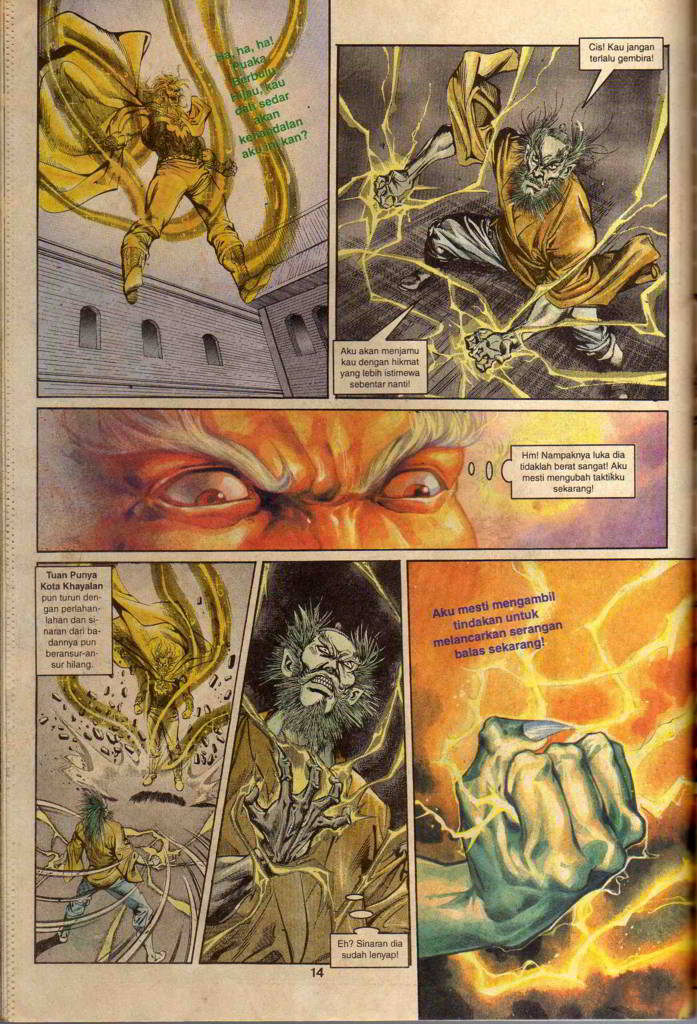 Ha, ha, ha!
Puaka
Berbulu
Hijau, kau
dah sedar
akan
kehandalan
aku ini kan?
Cis! Kau jangan
terlalu gembira!
Aku akan menjamu
kau dengan hikmat
yang lebih istimewa
sebentar nanti!
Hm! Nampaknya luka dia
tidaklah berat sangat! Aku
mesti mengubah taktikku
sekarang!
Tuan Punya
Kota Khayalan
pun turun den-
gan perlahan-
lahan dan si-
naran dari ba-
dannya pun
beransur-an-
sur hilang.
Eh? Sinaran dia
sudah lenyap!
Aku mesti mengambil
tindakan untuk
melancarkan serangan
balas sekarang!
14